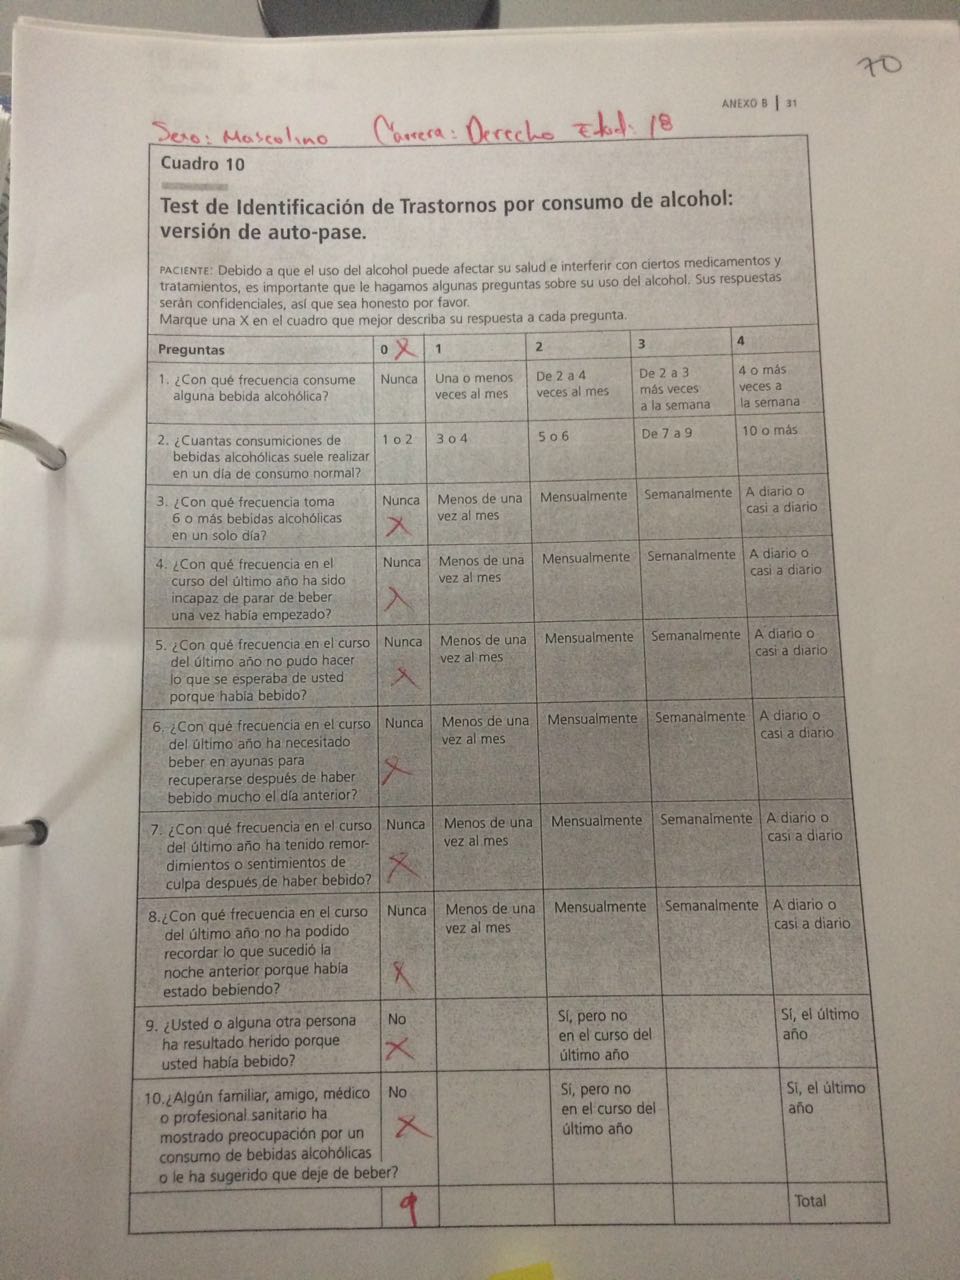 70
ANEXO B | 31
Sexo: Mascolino Carrera: Derecho Edad: 18
Cuadro 10
Test de Identificación de Trastornos por consumo de alcohol:
versión de auto-pase.
PACIENTE: Debido a que el uso del alcohol puede afectar su salud e interferir con ciertos medicamentos y
tratamientos, es importante que le hagamos algunas preguntas sobre su uso del alcohol. Sus respuestas
serán confidenciales, así que sea honesto por favor.
Marque una X en el cuadro que mejor describa su respuesta a cada pregunta.
Preguntas 0 X 1 2 3 4
1. ¿Con qué frecuencia consume
alguna bebida alcohólica?
Nunca
Una o menos
veces al mes
De 2 a 4
veces al mes
De 2 a 3
más veces
a la semana
4 o más
veces a
la semana
2. ¿Cuantas consumiciones de
bebidas alcohólicas suele realizar
en un día de consumo normal?
1 o 2
3 o 4
5 o 6
De 7 a 9
10 o más
3. ¿Con qué frecuencia toma
6 o más bebidas alcohólicas
en un solo día?
Nunca
X
Menos de una
vez al mes
Mensualmente
Semanalmente
A diario o
casi a diario
4. ¿Con qué frecuencia en el
curso del último año ha sido
incapaz de parar de beber
una vez había empezado?
Nunca
X
Menos de una
vez al mes
Mensualmente
Semanalmente
A diario o
casi a diario
5. ¿Con qué frecuencia en el curso
del último año no pudo hacer
lo que se esperaba de usted
porque había bebido?
Nunca
X
Menos de una
vez al mes
Mensualmente
Semanalmente
A diario o
casi a diario
6. ¿Con qué frecuencia en el curso
del último año ha necesitado
beber en ayunas para
recuperarse después de haber
bebido mucho el día anterior?
Nunca
X
Menos de una
vez al mes
Mensualmente
Semanalmente
A diario o
casi a diario
7. ¿Con qué frecuencia en el curso
del último año ha tenido remor-
dimientos o sentimientos de
culpa después de haber bebido?
Nunca
X
Menos de una
vez al mes
Mensualmente
Semanalmente
A diario o
casi a diario
8.¿Con qué frecuencia en el curso
del último año no ha podido
recordar lo que sucedió la
noche anterior porque había
estado bebiendo?
Nunca
X
Menos de una
vez al mes
Mensualmente
Semanalmente
A diario o
casi a diario
9. ¿Usted o alguna otra persona
ha resultado herido porque
usted había bebido?
No
X
Sí, pero no
en el curso del
último año
Sí, el último
año
10.¿Algún familiar, amigo, médico
o profesional sanitario ha
mostrado preocupación por un
consumo de bebidas alcohólicas
o le ha sugerido que deje de beber?
No
X
Sí, pero no
en el curso del
último año
Sí, el último
año
9
Total